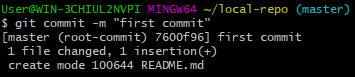 User@WIN-3CHIUL2NVPI MINGW64 ~/local-repo (master)
$ git commit -m "first commit"
[master (root-commit) 7600f96] first commit
 1 file changed, 1 insertion(+)
 create mode 100644 README.md